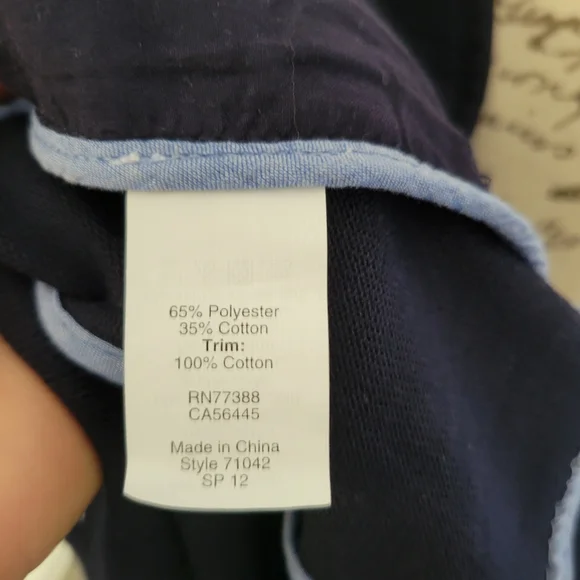 65% Polyester
35% Cotton
Trim:
100% Cotton
RN77388
CA56445
Made in China
Style 71042
SP 12